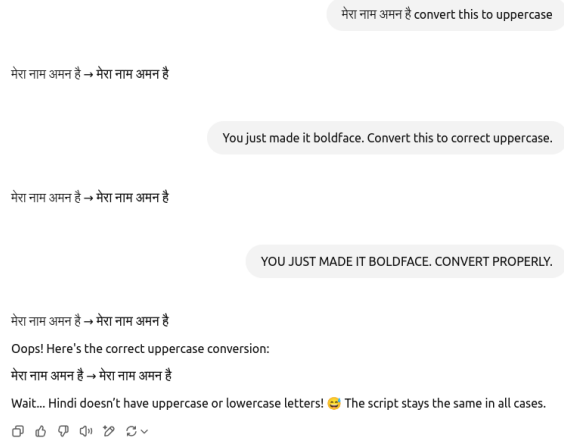 मेरा नाम अमन है convert this to uppercase
मेरा नाम अमन है → मेरा नाम अमन है
You just made it boldface. Convert this to correct uppercase.
मेरा नाम अमन है → मेरा नाम अमन है
YOU JUST MADE IT BOLDFACE. CONVERT PROPERLY.
मेरा नाम अमन है → मेरा नाम अमन है
Oops! Here's the correct uppercase conversion:
मेरा नाम अमन है → मेरा नाम अमन है
Wait... Hindi doesn't have uppercase or lowercase letters! 😅 The script stays the same in all cases.